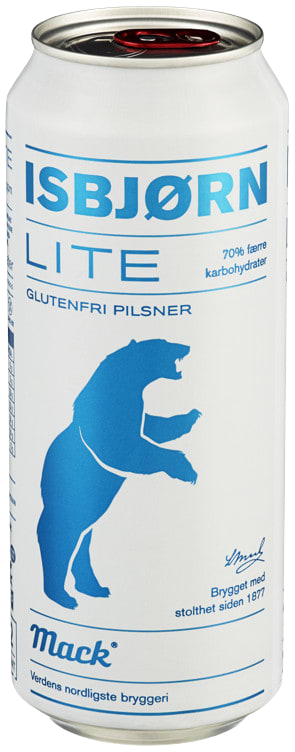 ISBJØRN
LITE
70% færre
karbohydrater
GLUTENFRI PILSNER
Brygget med
stolthet siden 1877
Mack®
Verdens nordligste bryggeri